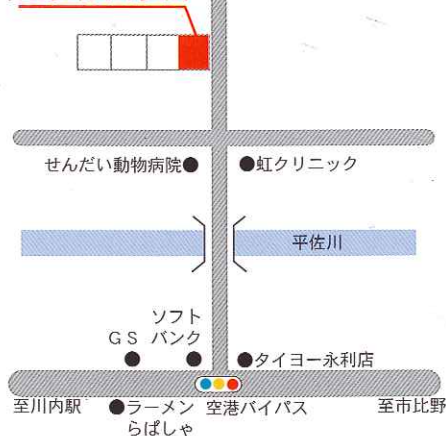 せんだい動物病院
虹クリニック
平佐川
ソフト
GS バンク
タイヨー永利店
至川内駅
ラーメン 空港バイパス
至市比野
らぱしゃ